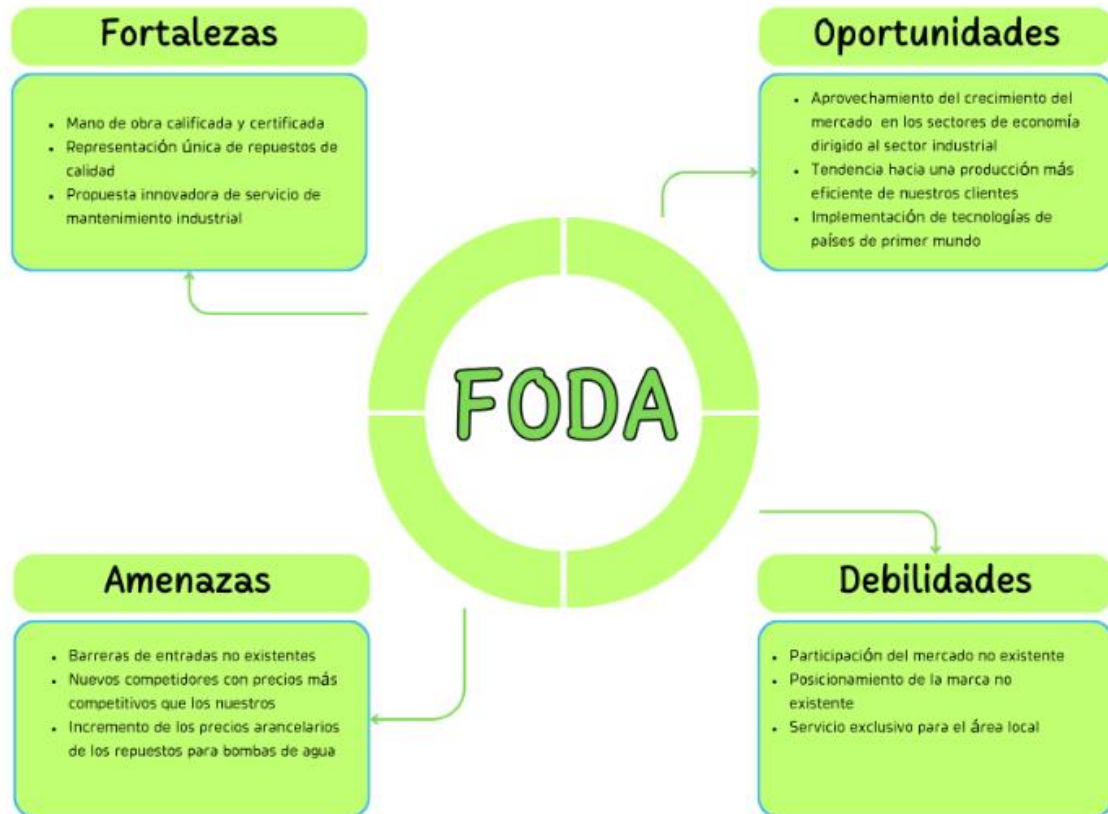 Fortalezas
• Mano de obra calificada y certificada
• Representación única de repuestos de
calidad
• Propuesta innovadora de servicio de
mantenimiento industrial
Oportunidades
• Aprovechamiento del crecimiento del
mercado en los sectores de economía
dirigido al sector industrial
• Tendencia hacia una producción más
eficiente de nuestros clientes
• Implementación de tecnologías de
países de primer mundo
FODA
Amenazas
• Barreras de entradas no existentes
• Nuevos competidores con precios más
competitivos que los nuestros
• Incremento de los precios arancelarios
de los repuestos para bombas de agua
Debilidades
• Participación del mercado no existente
• Posicionamiento de la marca no
existente
• Servicio exclusivo para el área local